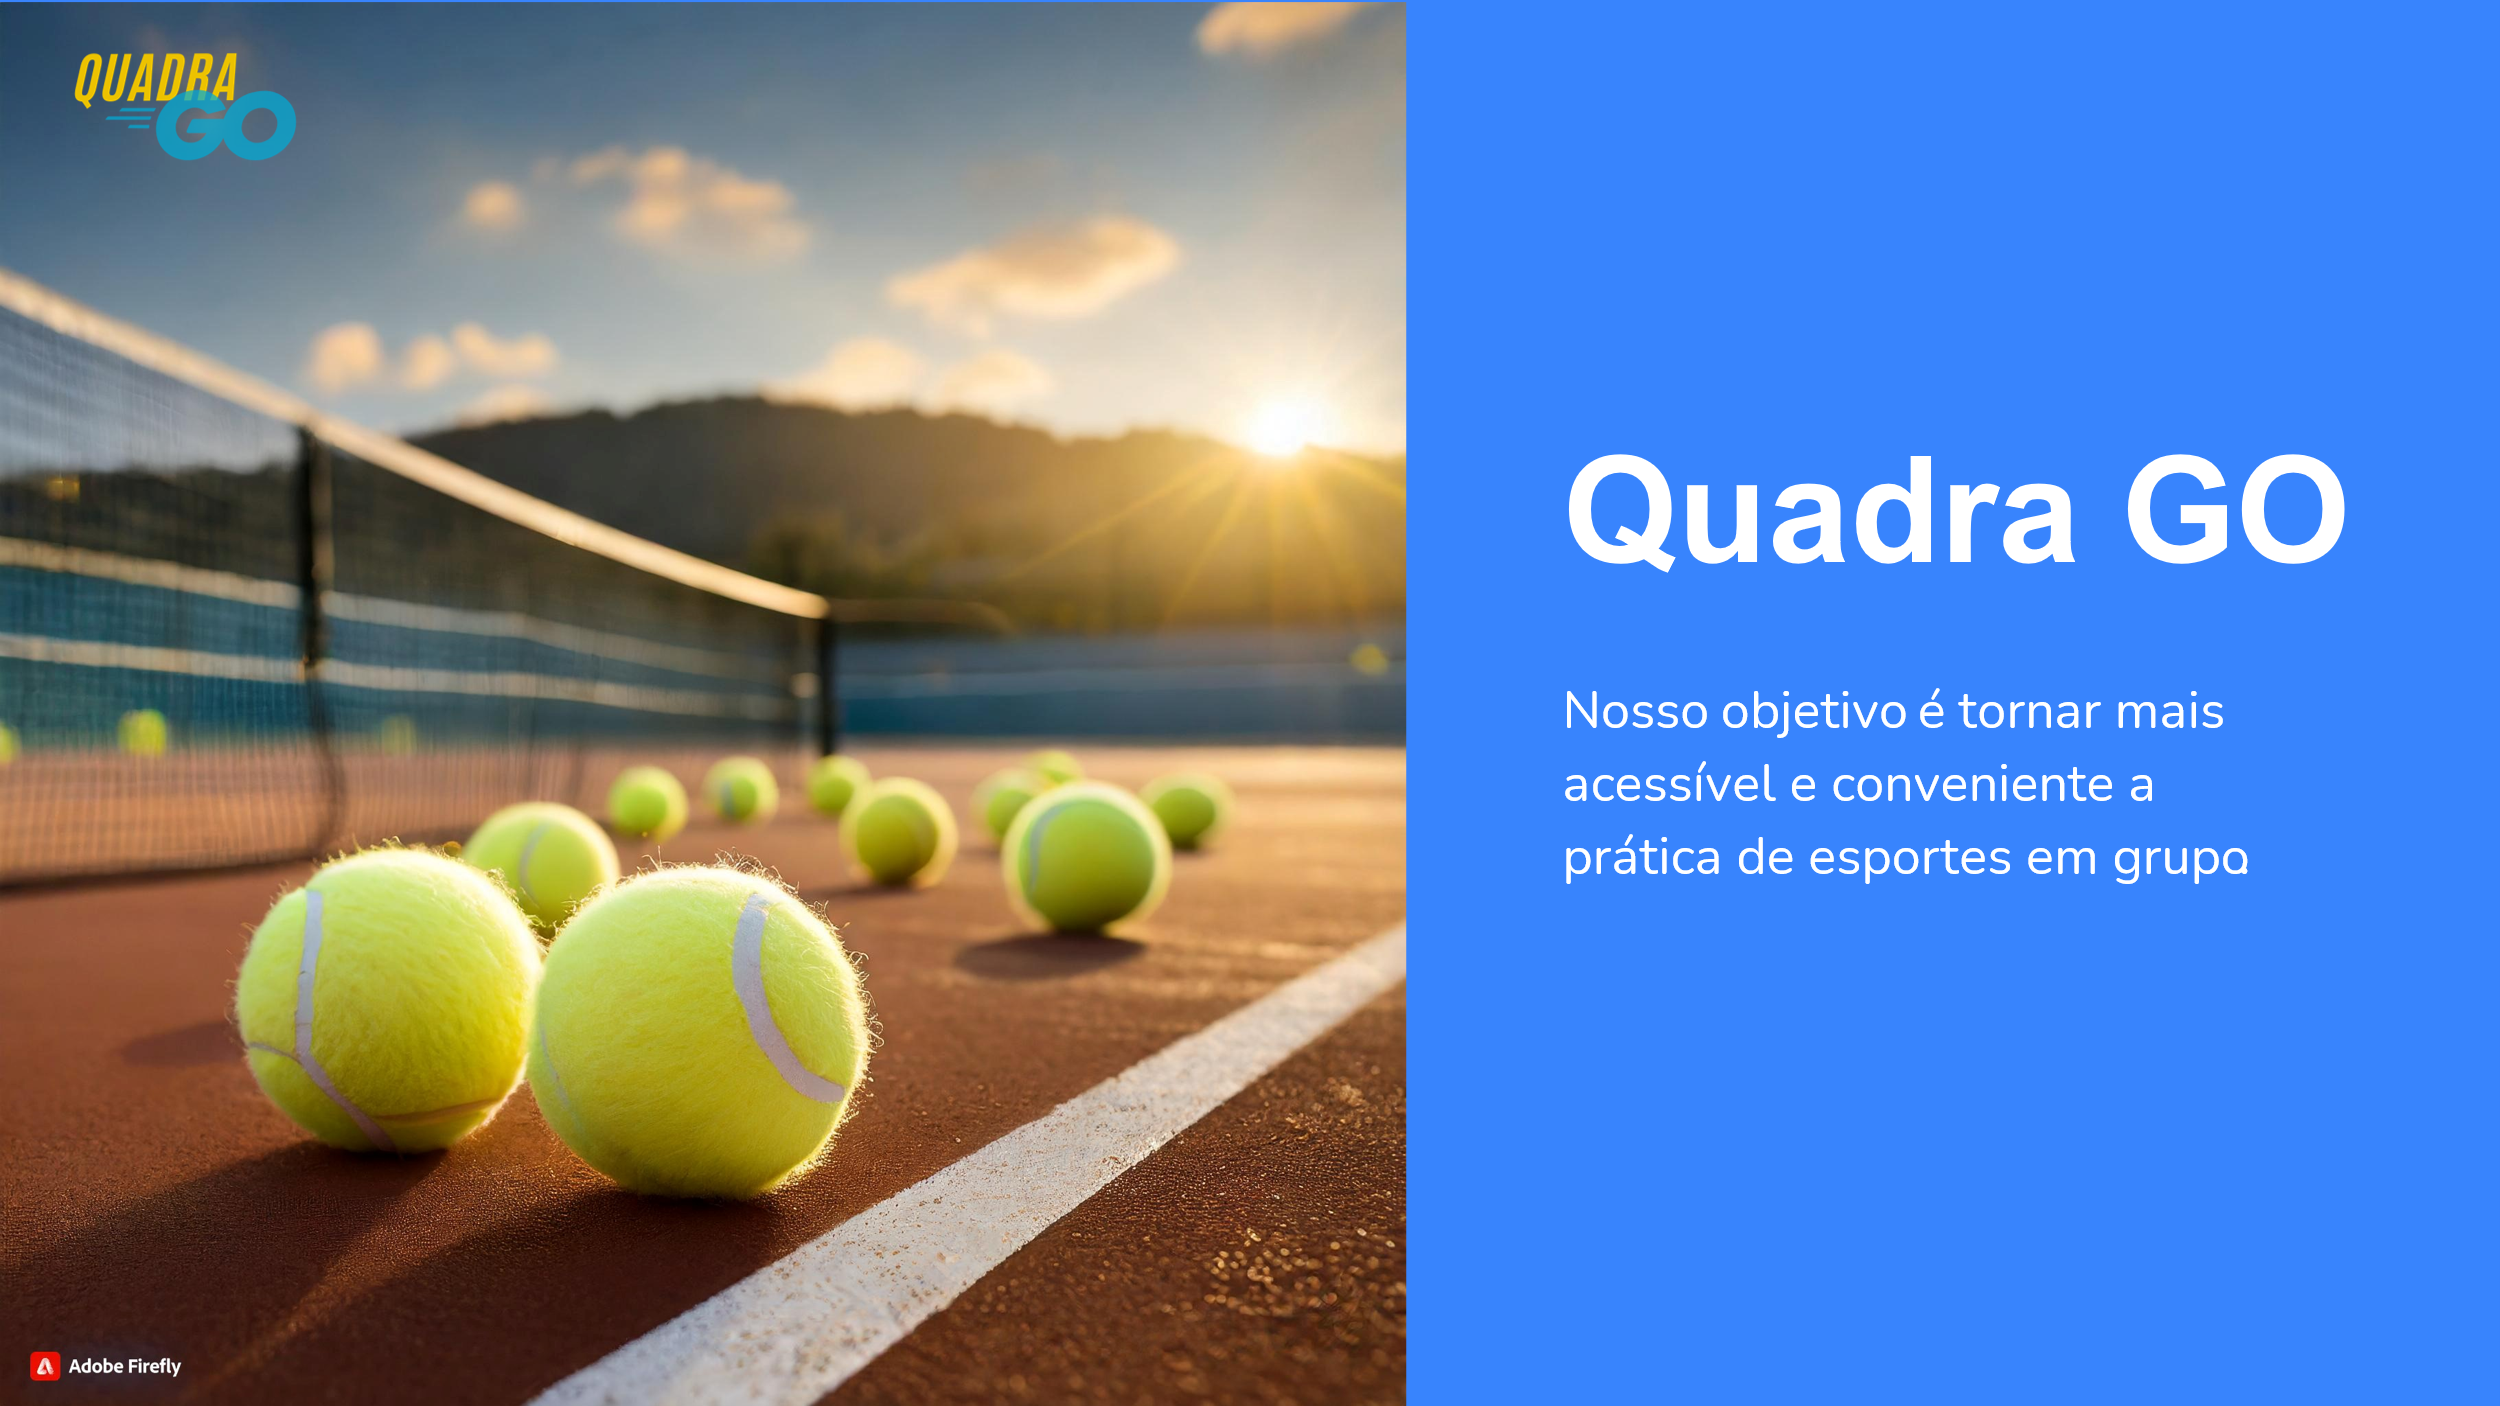 QUADRA
GO
Quadra GO
Nosso objetivo é tornar mais
acessível e conveniente a
prática de esportes em grupo.
Adobe Firefly